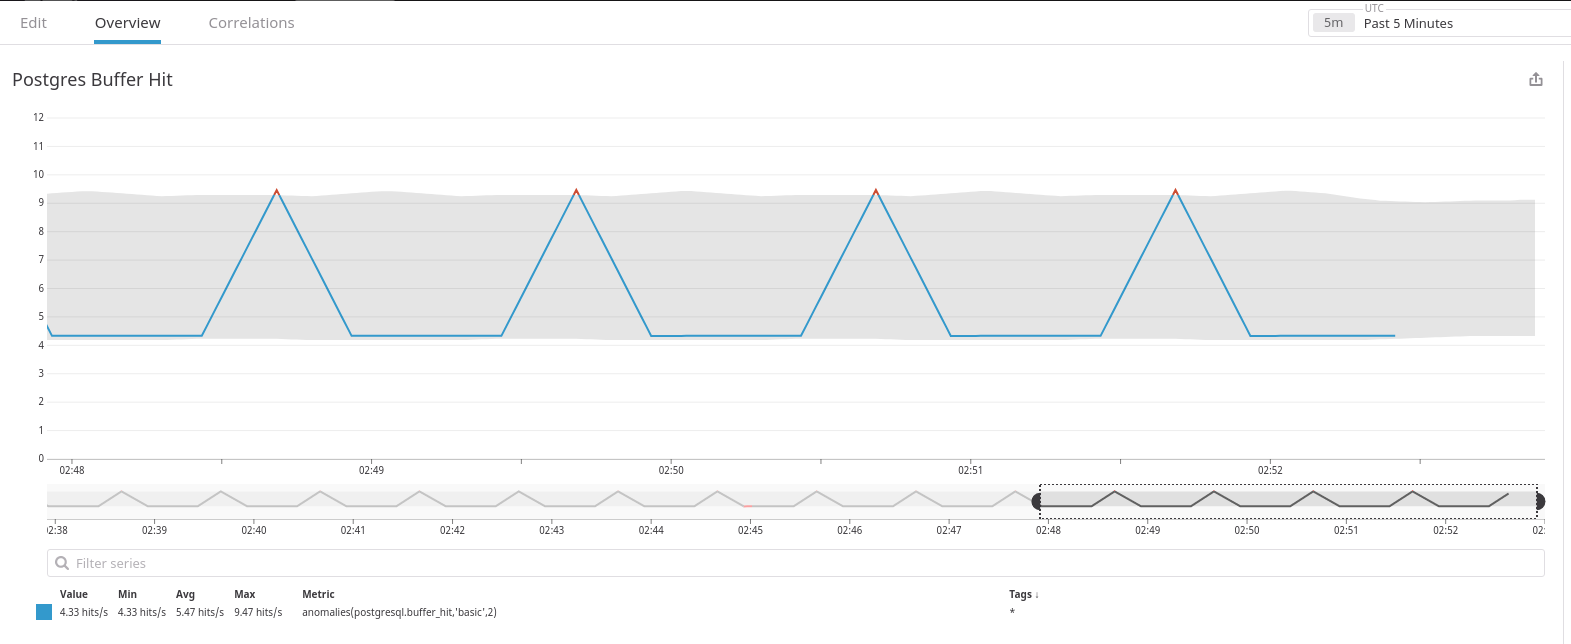 Edit Overview Correlations UTC
5m Past 5 Minutes
Postgres Buffer Hit
12
11
10
9
8
7
6
5
4
3
2
1
0
02:48 02:49 02:50 02:51 02:52
02:38 02:39 02:40 02:41 02:42 02:43 02:44 02:45 02:46 02:47 02:48 02:49 02:50 02:51 02:52 02:
Filter series
Value Min Avg Max Metric Tags ↓
4.33 hits/s 4.33 hits/s 5.47 hits/s 9.47 hits/s anomalies(postgresql.buffer_hit,'basic',2) *